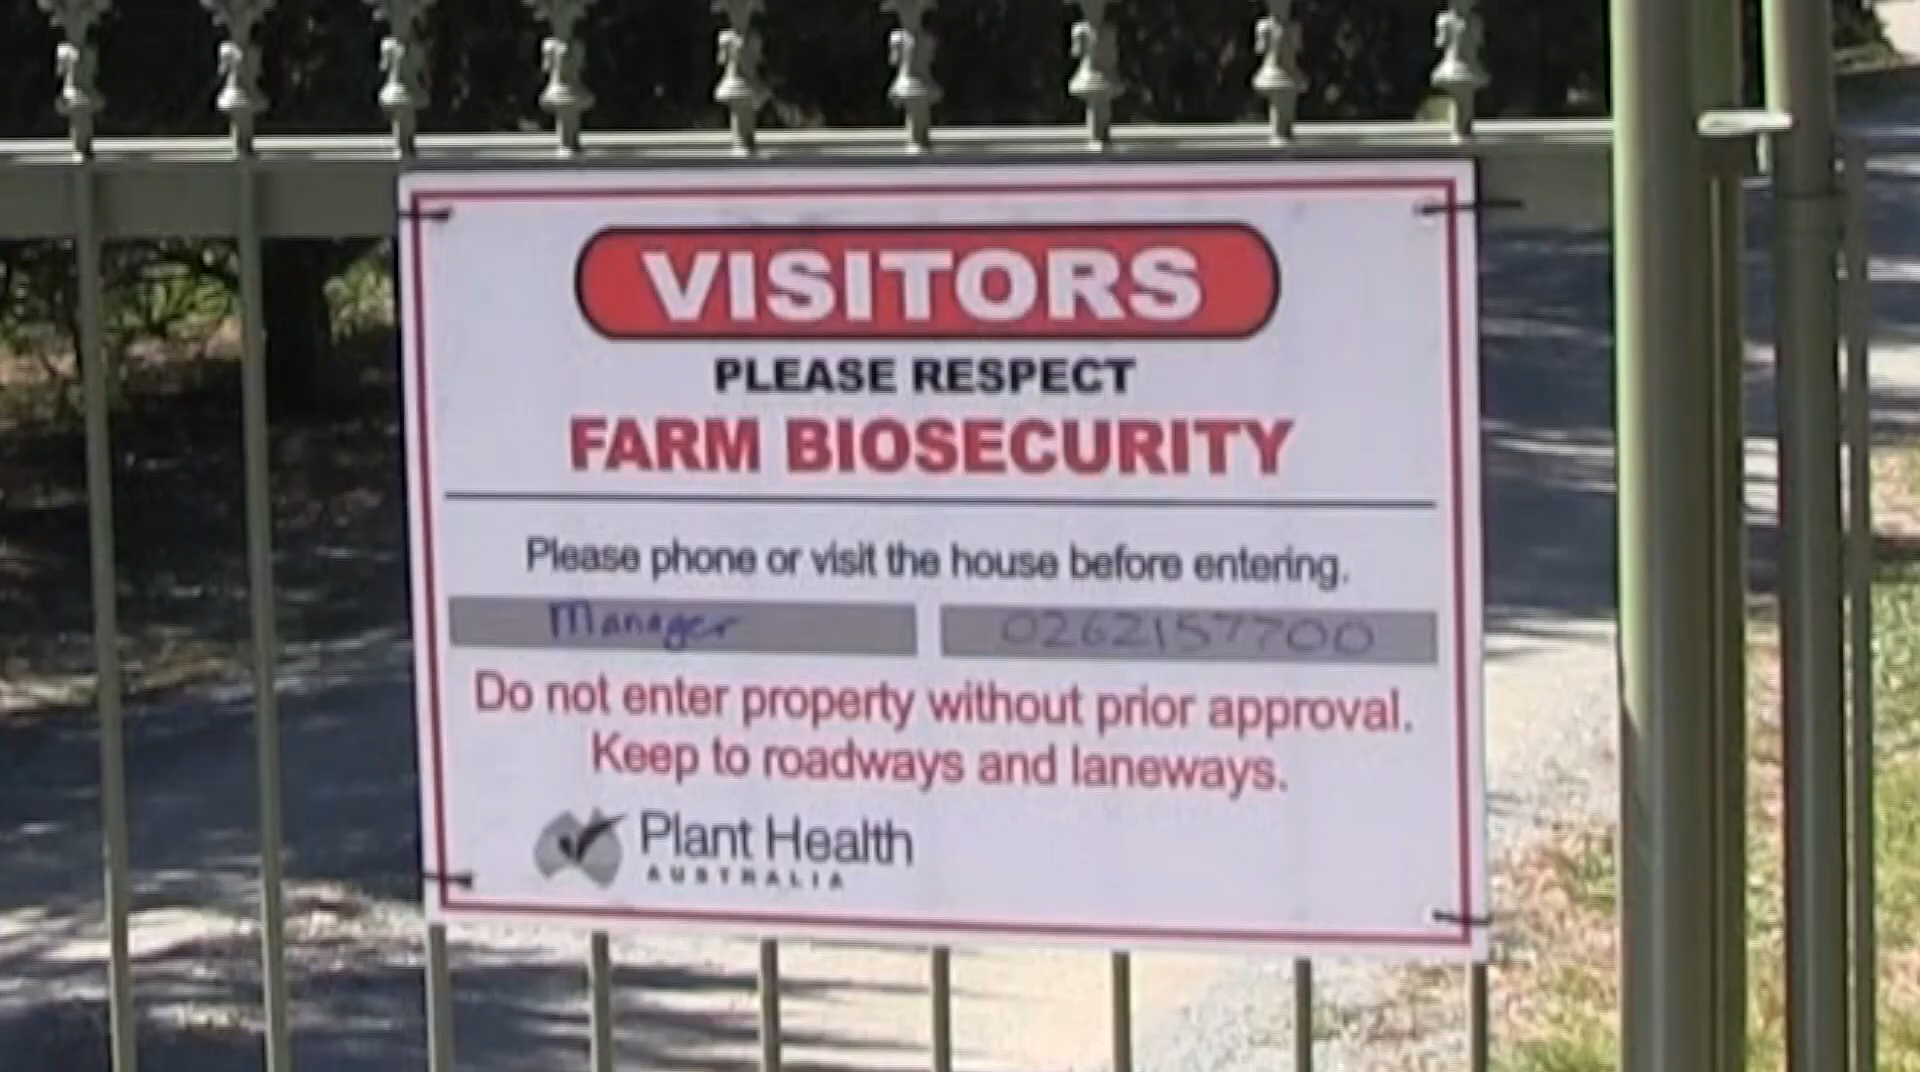 VISITORS
PLEASE RESPECT
FARM BIOSECURITY
Please phone or visit the house before entering.
Manager 0262157700
Do not enter property without prior approval.
Keep to roadways and laneways.
Plant Health
AUSTRALIA